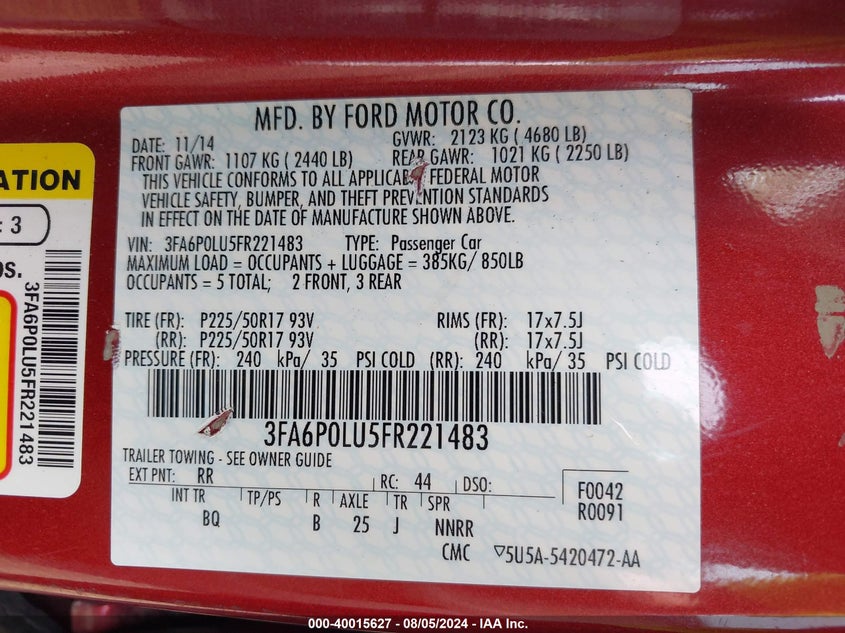 MFD. BY FORD MOTOR CO.
DATE: 11/14 GVWR: 2123 KG ( 4680 LB)
FRONT GAWR: 1107 KG ( 2440 LB) REAR GAWR: 1021 KG ( 2250 LB)
THIS VEHICLE CONFORMS TO ALL APPLICABLE FEDERAL MOTOR
VEHICLE SAFETY, BUMPER, AND THEFT PREVENTION STANDARDS
IN EFFECT ON THE DATE OF MANUFACTURE SHOWN ABOVE.
VIN: 3FA6P0LU5FR221483 TYPE: Passenger Car
MAXIMUM LOAD = OCCUPANTS + LUGGAGE = 385KG/ 850LB
OCCUPANTS = 5 TOTAL; 2 FRONT, 3 REAR
TIRE (FR): P225/50R17 93V RIMS (FR): 17x7.5J
(RR): P225/50R17 93V (RR): 17x7.5J
PRESSURE (FR): 240 kPa/ 35 PSI COLD (RR): 240 kPa/ 35 PSI COLD
3FA6P0LU5FR221483
TRAILER TOWING - SEE OWNER GUIDE
EXT PNT: RR RC: 44 DSO: F0042
INT TR TP/PS R AXLE TR SPR R0091
BQ B 25 J NNRR
CMC ▽5U5A-5420472-AA
ATION
: 3
os.
3FA6P0LU5FR221483
000-40015627 - 08/05/2024 - IAA Inc.